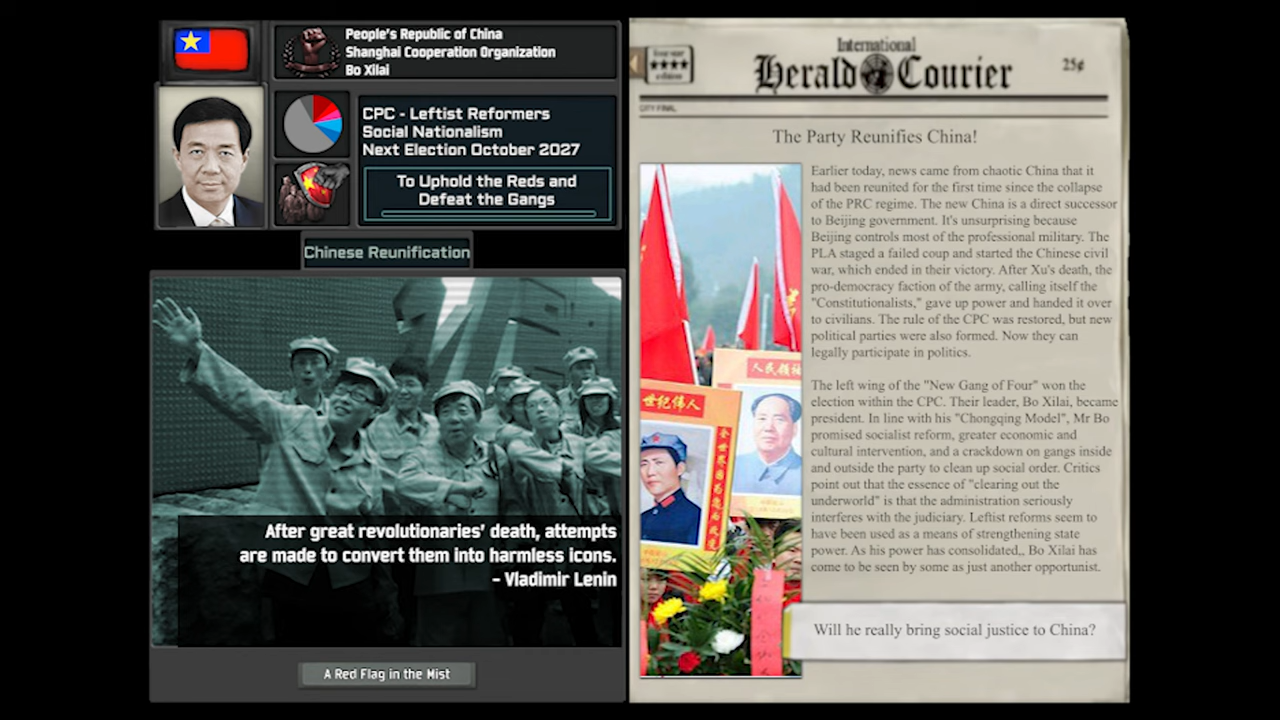 People's Republic of China
Shanghai Cooperation Organization
Bo Xilai
CPC - Leftist Reformers
Social Nationalism
Next Election October 2027
To Uphold the Reds and
Defeat the Gangs
Chinese Reunification
After great revolutionaries' death, attempts
are made to convert them into harmless icons.
- Vladimir Lenin
A Red Flag in the Mist
four star
★★★★
edition
International
Herald Courier
25¢
CITY FINAL
The Party Reunifies China!
Earlier today, news came from chaotic China that it
had been reunited for the first time since the collapse
of the PRC regime. The new China is a direct successor
to Beijing government. It's unsurprising because
Beijing controls most of the professional military. The
PLA staged a failed coup and started the Chinese civil
war, which ended in their victory. After Xu's death, the
pro-democracy faction of the army, calling itself the
"Constitutionalists," gave up power and handed it over
to civilians. The rule of the CPC was restored, but new
political parties were also formed. Now they can
legally participate in politics.
The left wing of the "New Gang of Four" won the
election within the CPC. Their leader, Bo Xilai, became
president. In line with his "Chongqing Model", Mr Bo
promised socialist reform, greater economic and
cultural intervention, and a crackdown on gangs inside
and outside the party to clean up social order. Critics
point out that the essence of "clearing out the
underworld" is that the administration seriously
interferes with the judiciary. Leftist reforms seem to
have been used as a means of strengthening state
power. As his power has consolidated,, Bo Xilai has
come to be seen by some as just another opportunist.
Will he really bring social justice to China?
人民领袖
世纪伟人